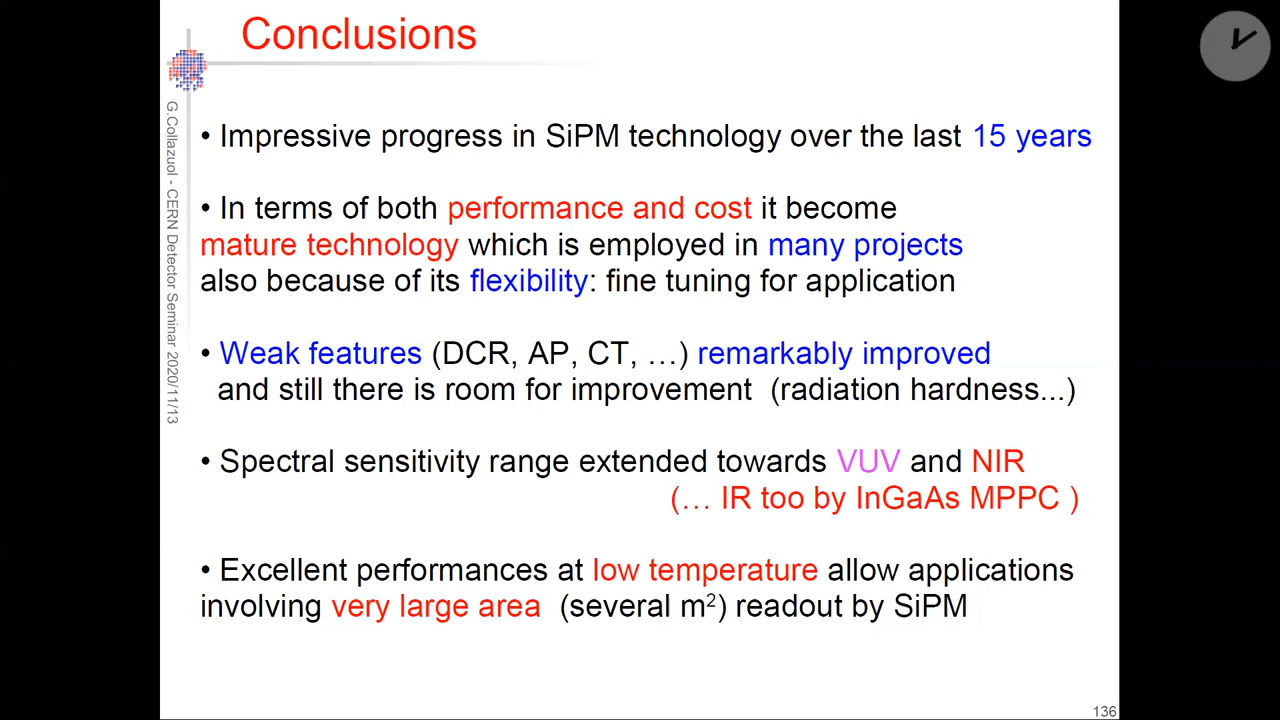 Conclusions
G.Collazuol - CERN Detector Seminar 2020/11/13
• Impressive progress in SiPM technology over the last 15 years
• In terms of both performance and cost it become
mature technology which is employed in many projects
also because of its flexibility: fine tuning for application
• Weak features (DCR, AP, CT, …) remarkably improved
and still there is room for improvement (radiation hardness...)
• Spectral sensitivity range extended towards VUV and NIR
(… IR too by InGaAs MPPC )
• Excellent performances at low temperature allow applications
involving very large area (several m²) readout by SiPM
136